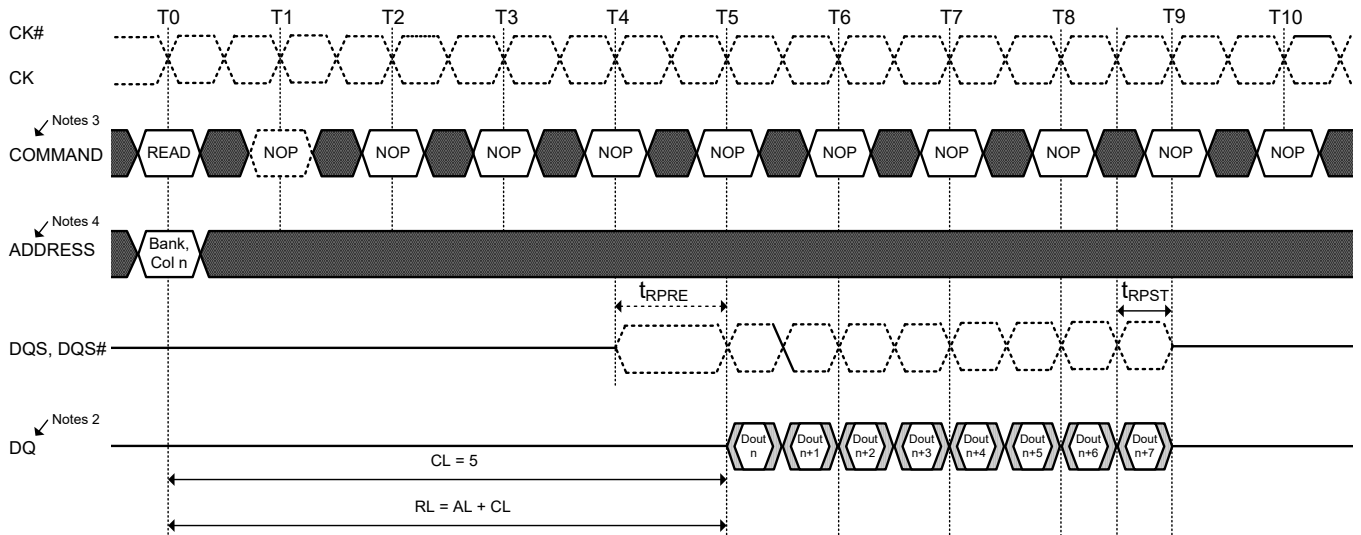 T0 T1 T2 T3 T4 T5 T6 T7 T8 T9 T10
CK#
CK
Notes 3
COMMAND READ NOP NOP NOP NOP NOP NOP NOP NOP NOP NOP
Notes 4
ADDRESS Bank,
Col n
tRPRE tRPST
DQS, DQS#
Notes 2
DQ
Dout Dout Dout Dout Dout Dout Dout Dout
n n+1 n+2 n+3 n+4 n+5 n+6 n+7
CL = 5
RL = AL + CL